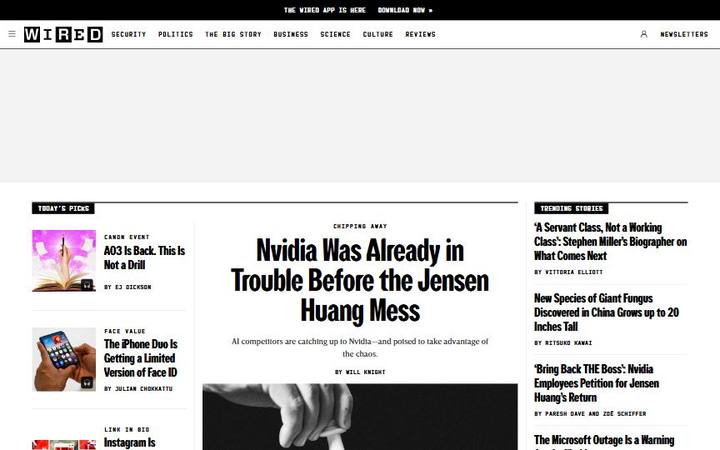 THE WIRED APP IS HERE DOWNLOAD NOW »
WIRED
SECURITY POLITICS THE BIG STORY BUSINESS SCIENCE CULTURE REVIEWS
NEWSLETTERS
TODAY'S PICKS
CANON EVENT
AO3 Is Back. This Is
Not a Drill
BY EJ DICKSON
FACE VALUE
The iPhone Duo Is
Getting a Limited
Version of Face ID
BY JULIAN CHOKKATTU
LINK IN BIO
Instagram Is
CHIPPING AWAY
Nvidia Was Already in
Trouble Before the Jensen
Huang Mess
AI competitors are catching up to Nvidia—and poised to take advantage of
the chaos.
BY WILL KNIGHT
TRENDING STORIES
‘A Servant Class, Not a Working
Class’: Stephen Miller’s Biographer on
What Comes Next
BY VITTORIA ELLIOTT
New Species of Giant Fungus
Discovered in China Grows up to 20
Inches Tall
BY RITSUKO KAWAI
‘Bring Back THE Boss’: Nvidia
Employees Petition for Jensen
Huang’s Return
BY PARESH DAVE AND ZOË SCHIFFER
The Microsoft Outage Is a Warning